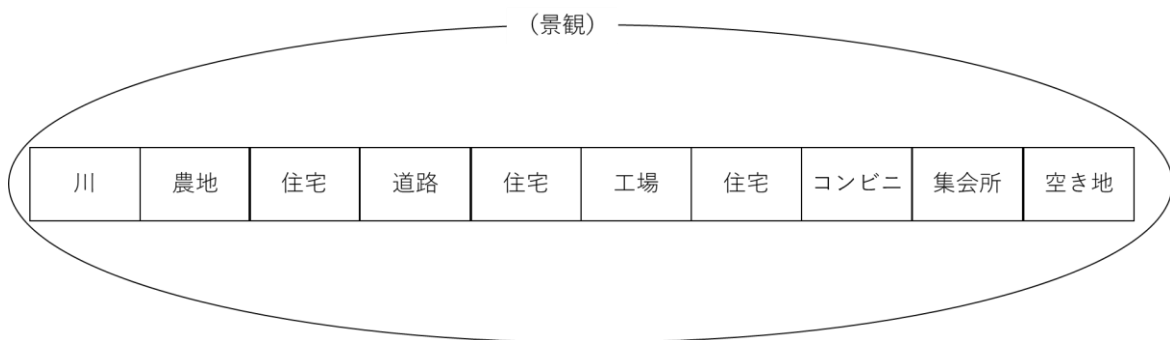 （景観）
川 農地 住宅 道路 住宅 工場 住宅 コンビニ 集会所 空き地